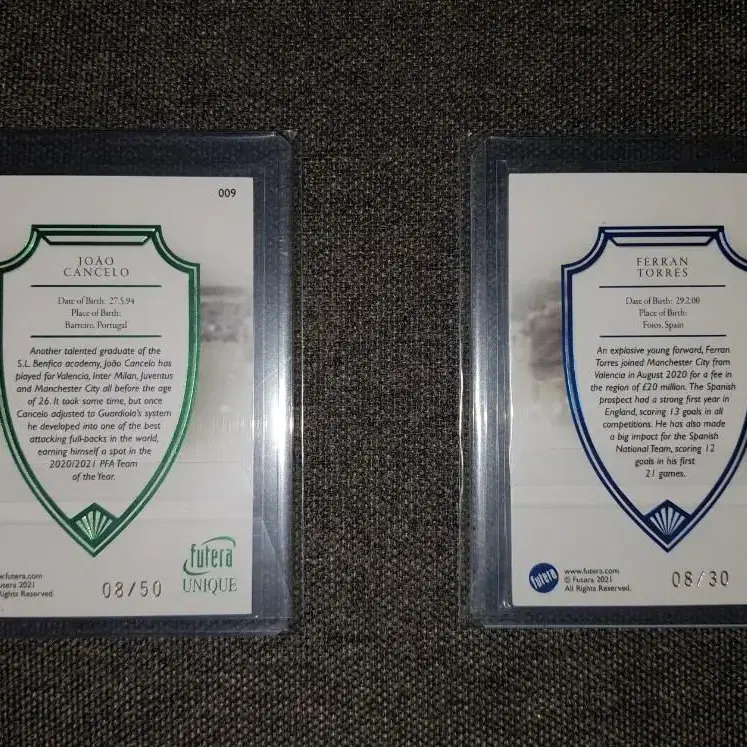 009
JOÃO
CANCELO
Date of Birth: 27.5.94
Place of Birth:
Barreiro, Portugal
Another talented graduate of the
S.L. Benfica academy, João Cancelo has
played for Valencia, Inter Milan, Juventus
and Manchester City all before the age
of 26. It took some time, but once
Cancelo adjusted to Guardiola's system
he developed into one of the best
attacking full-backs in the world,
earning himself a spot in the
2020/2021 PFA Team
of the Year.
.futera.com
2021
Rights Reserved.
08/50
futera
UNIQUE
FERRAN
TORRES
Date of Birth: 29.2.00
Place of Birth:
Foios, Spain
An explosive young forward, Ferran
Torres joined Manchester City from
Valencia in August 2020 for a fee in
the region of £20 million. The Spanish
prospect had a strong first year in
England, scoring 13 goals in all
competitions. He has also made
a big impact for the Spanish
National Team, scoring 12
goals in his first
21 games.
futera
www.futera.com
© Futera 2021
All Rights Reserved.
08/30